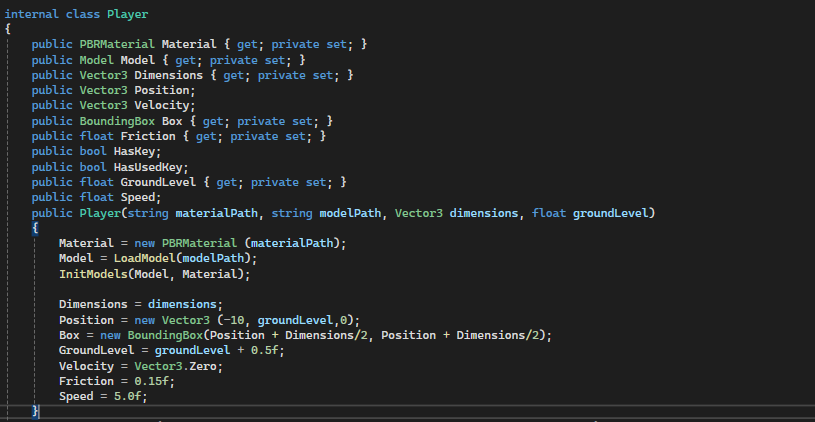 internal class Player
{
public PBRMaterial Material { get; private set; }
public Model Model { get; private set; }
public Vector3 Dimensions { get; private set; }
public Vector3 Position;
public Vector3 Velocity;
public BoundingBox Box { get; private set; }
public float Friction { get; private set; }
public bool HasKey;
public bool HasUsedKey;
public float GroundLevel { get; private set; }
public float Speed;
public Player(string materialPath, string modelPath, Vector3 dimensions, float groundLevel)
{
Material = new PBRMaterial (materialPath);
Model = LoadModel(modelPath);
InitModels(Model, Material);
Dimensions = dimensions;
Position = new Vector3 (-10, groundLevel,0);
Box = new BoundingBox(Position + Dimensions/2, Position + Dimensions/2);
GroundLevel = groundLevel + 0.5f;
Velocity = Vector3.Zero;
Friction = 0.15f;
Speed = 5.0f;
}